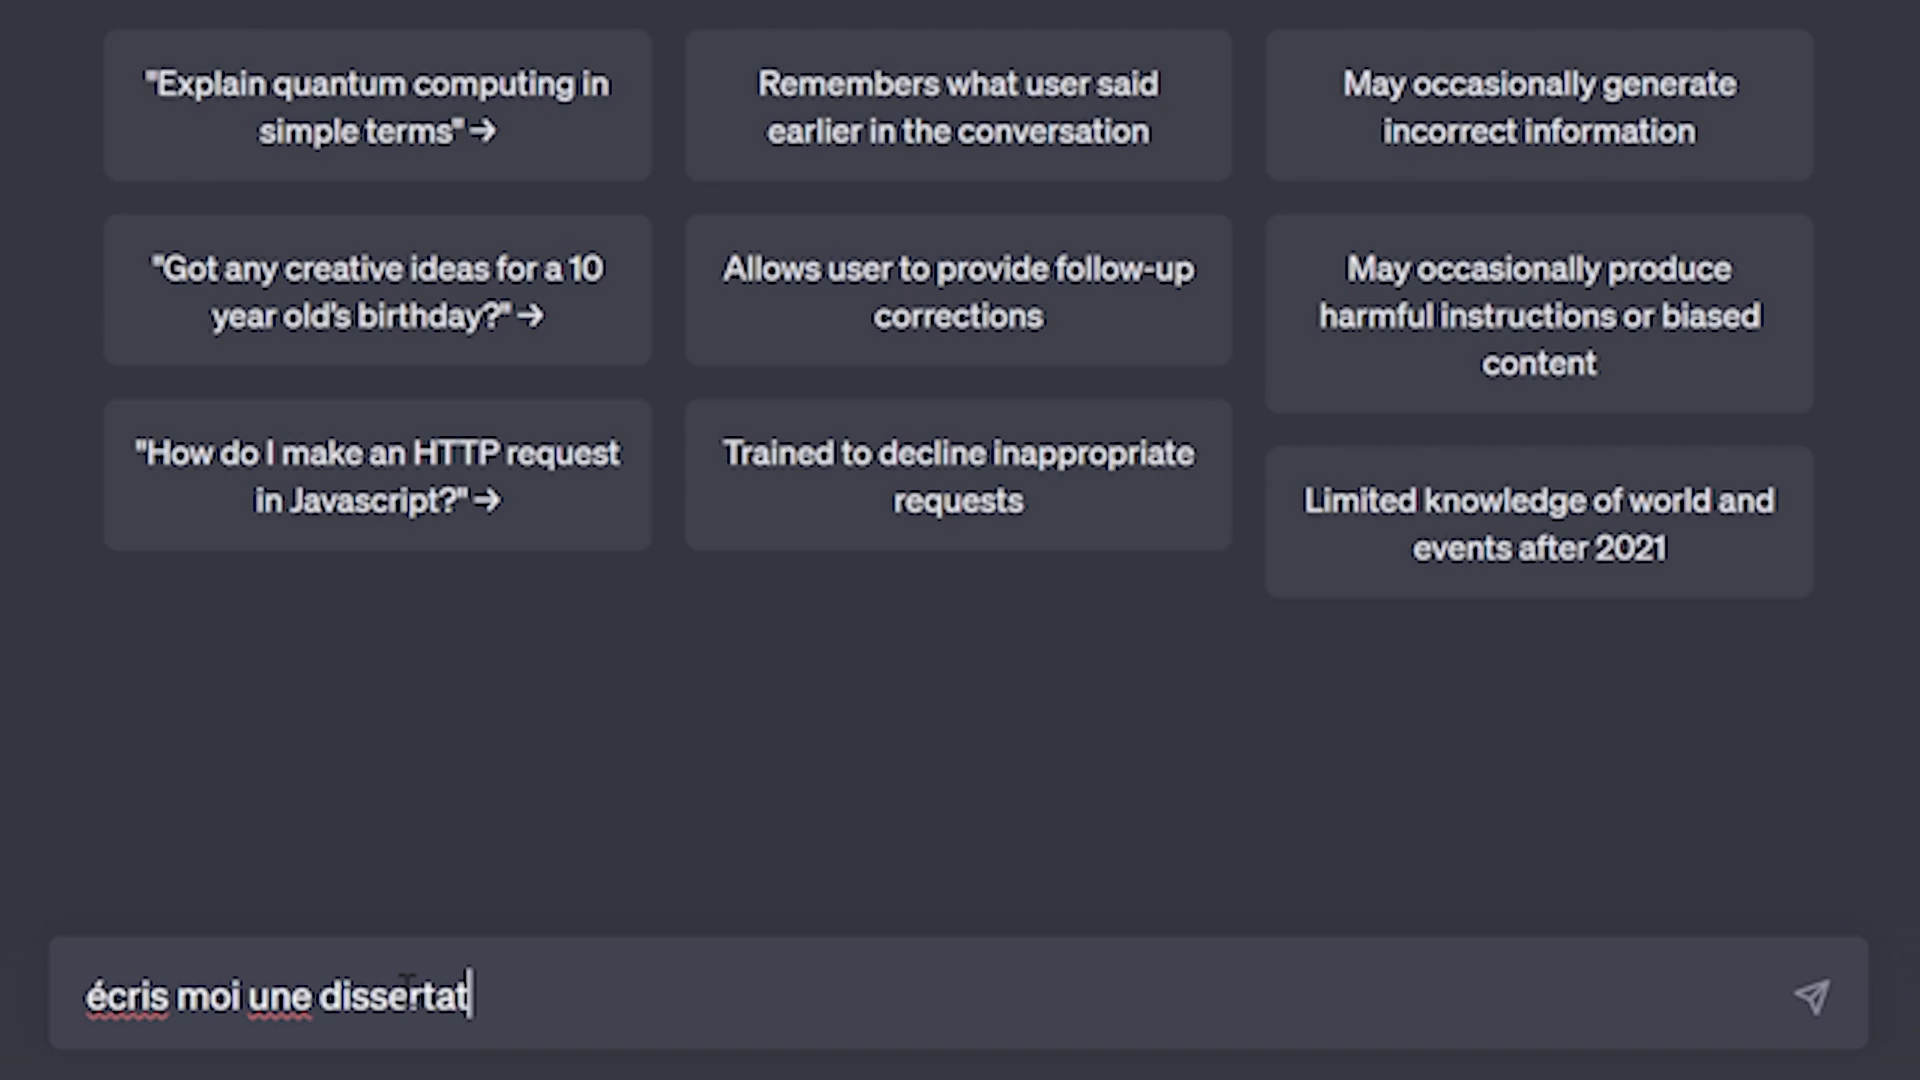 "Explain quantum computing in
simple terms" →
"Got any creative ideas for a 10
year old's birthday?" →
"How do I make an HTTP request
in Javascript?" →
Remembers what user said
earlier in the conversation
Allows user to provide follow-up
corrections
Trained to decline inappropriate
requests
May occasionally generate
incorrect information
May occasionally produce
harmful instructions or biased
content
Limited knowledge of world and
events after 2021
écris moi une dissertat